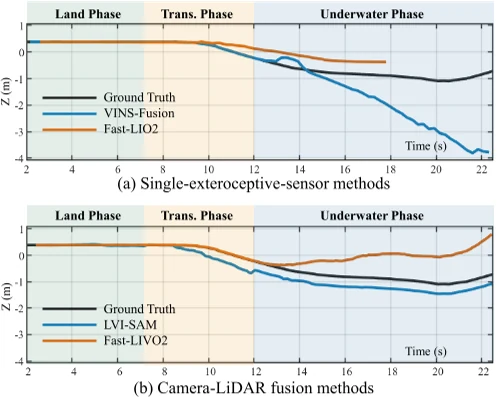 Land Phase Trans. Phase Underwater Phase
1
0
-1
-2
-3
-4
Z (m)
Ground Truth
VINS-Fusion
Fast-LIO2
Time (s)
2 4 6 8 10 12 14 16 18 20 22
(a) Single-exteroceptive-sensor methods
Land Phase Trans. Phase Underwater Phase
1
0
-1
-2
-3
-4
Z (m)
Ground Truth
LVI-SAM
Fast-LIVO2
Time (s)
2 4 6 8 10 12 14 16 18 20 22
(b) Camera-LiDAR fusion methods